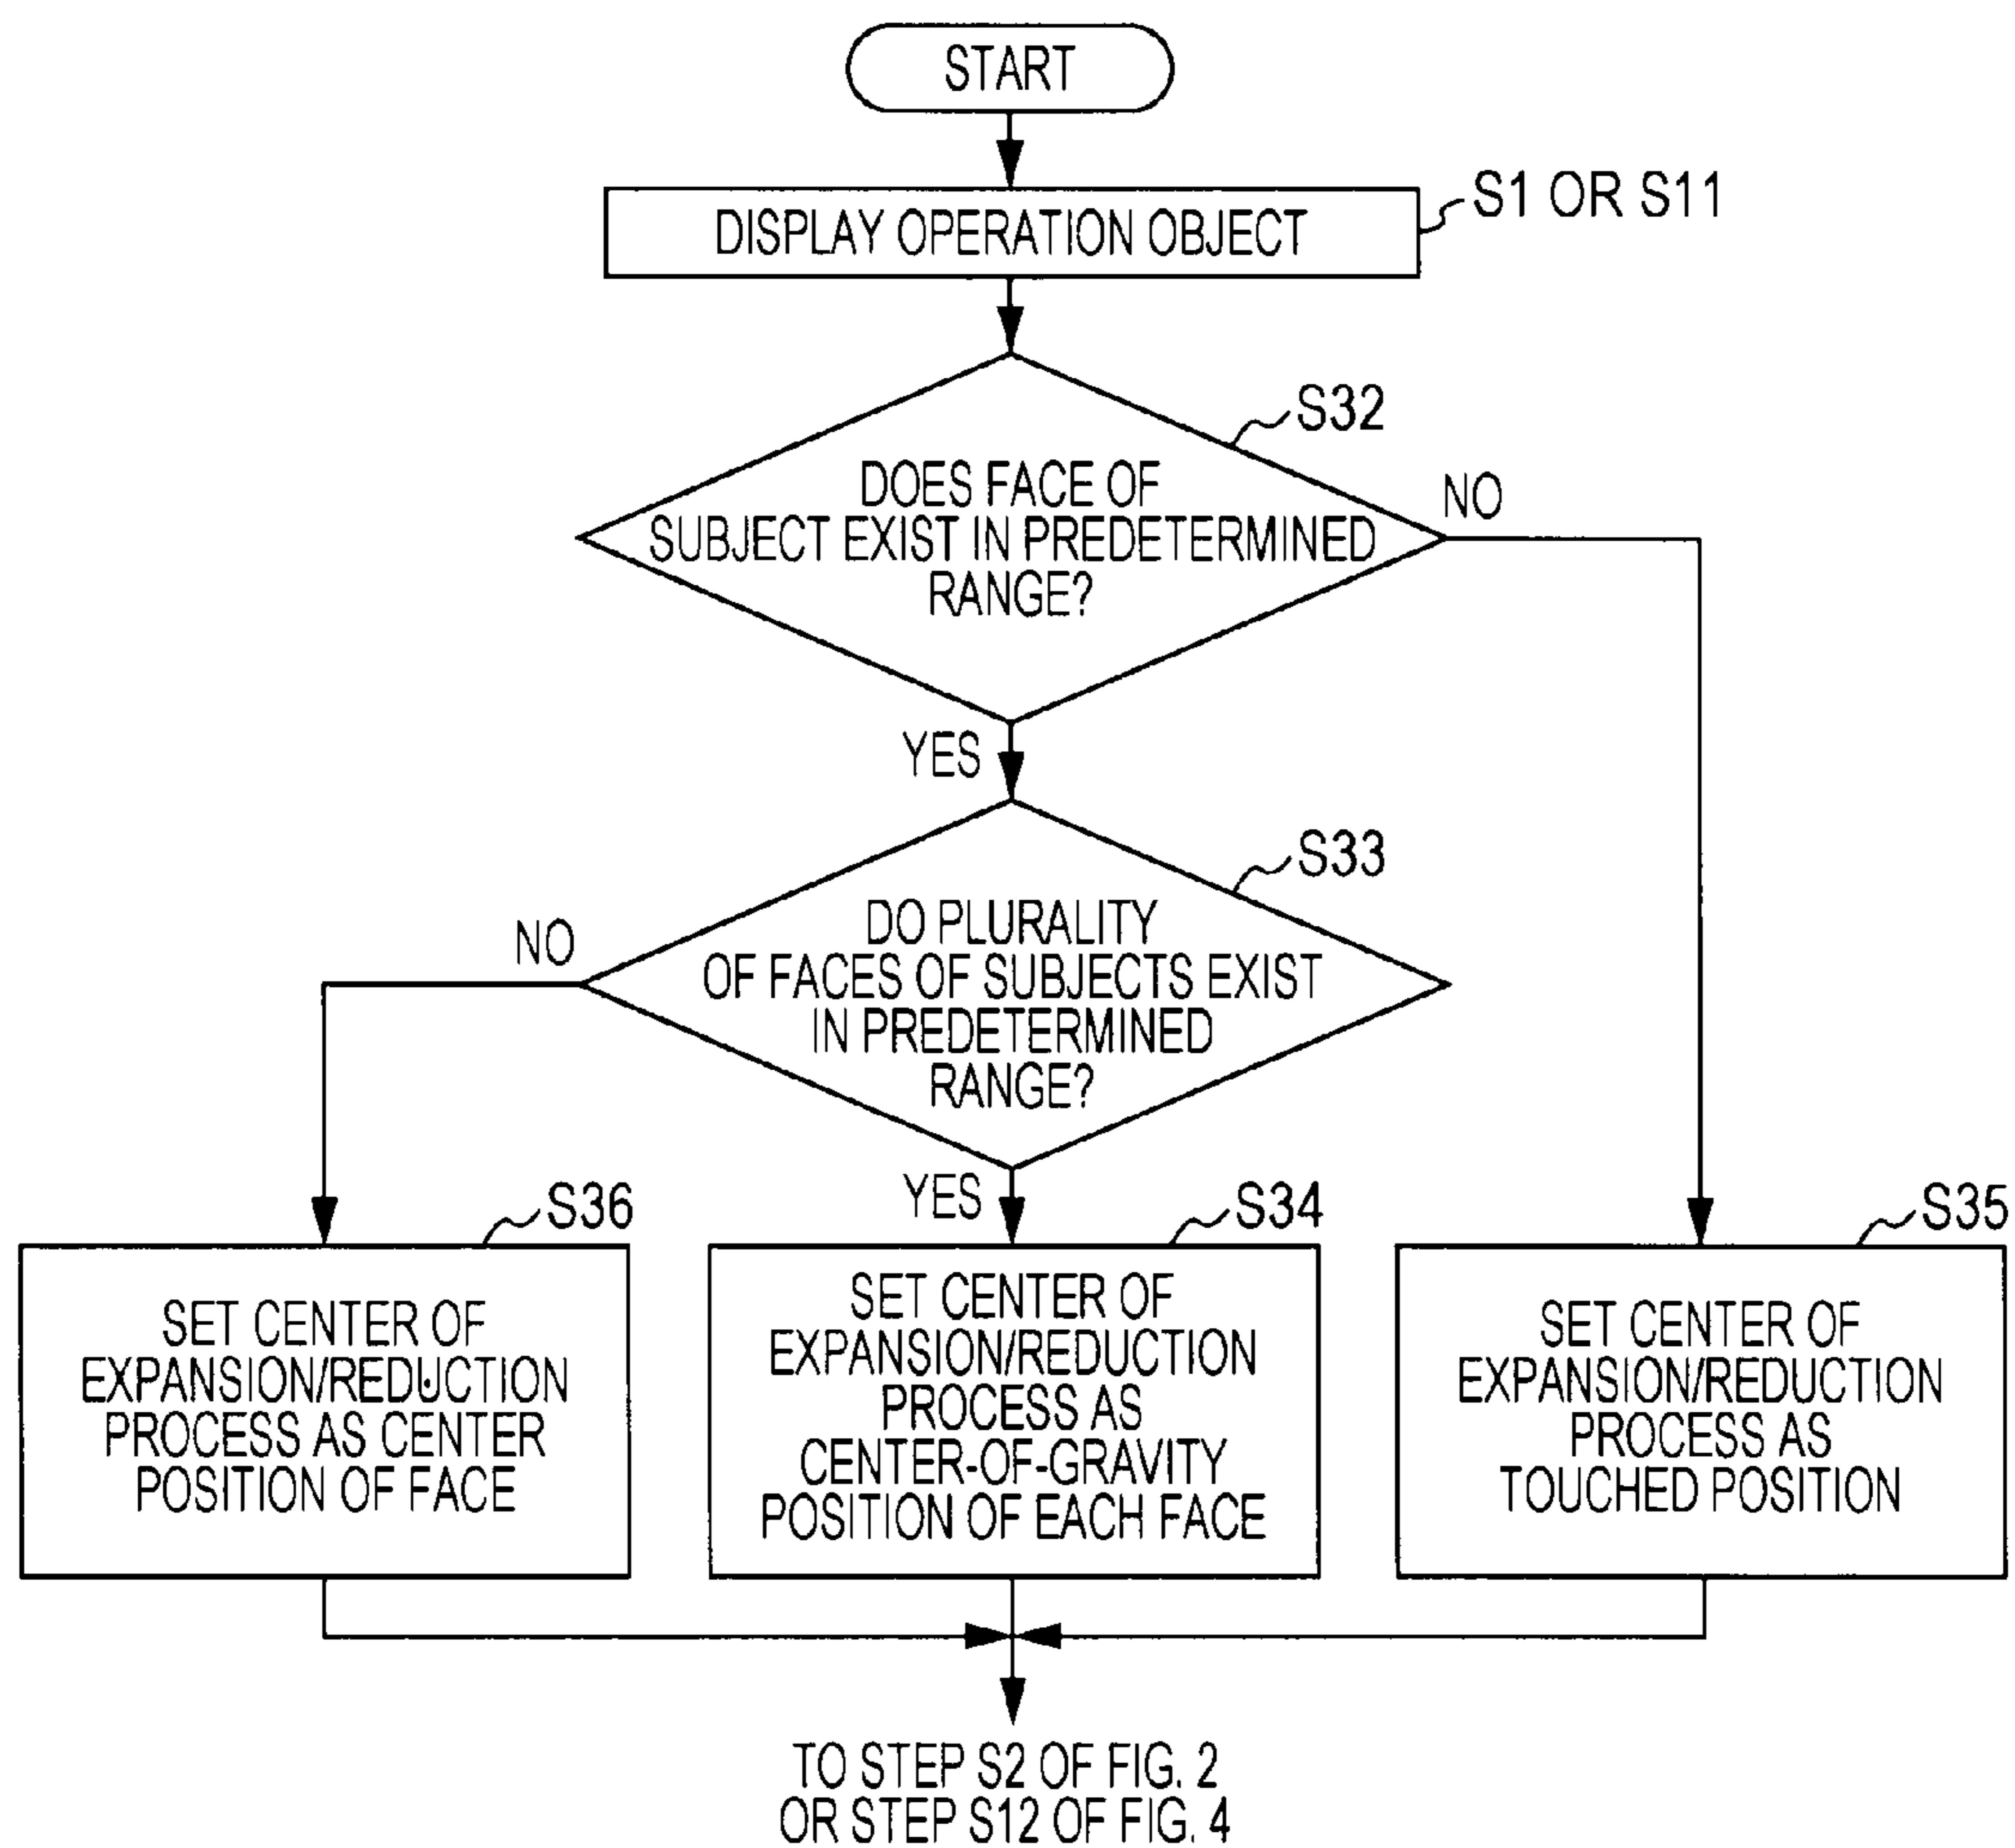 START
DISPLAY OPERATION OBJECT
S1 OR S11
S32
DOES FACE OF
SUBJECT EXIST IN PREDETERMINED
RANGE?
NO
YES
S33
DO PLURALITY
OF FACES OF SUBJECTS EXIST
IN PREDETERMINED
RANGE?
NO
YES
S36
SET CENTER OF
EXPANSION/REDUCTION
PROCESS AS CENTER
POSITION OF FACE
S34
SET CENTER OF
EXPANSION/REDUCTION
PROCESS AS
CENTER-OF-GRAVITY
POSITION OF EACH FACE
S35
SET CENTER OF
EXPANSION/REDUCTION
PROCESS AS
TOUCHED POSITION
TO STEP S2 OF FIG. 2
OR STEP S12 OF FIG. 4